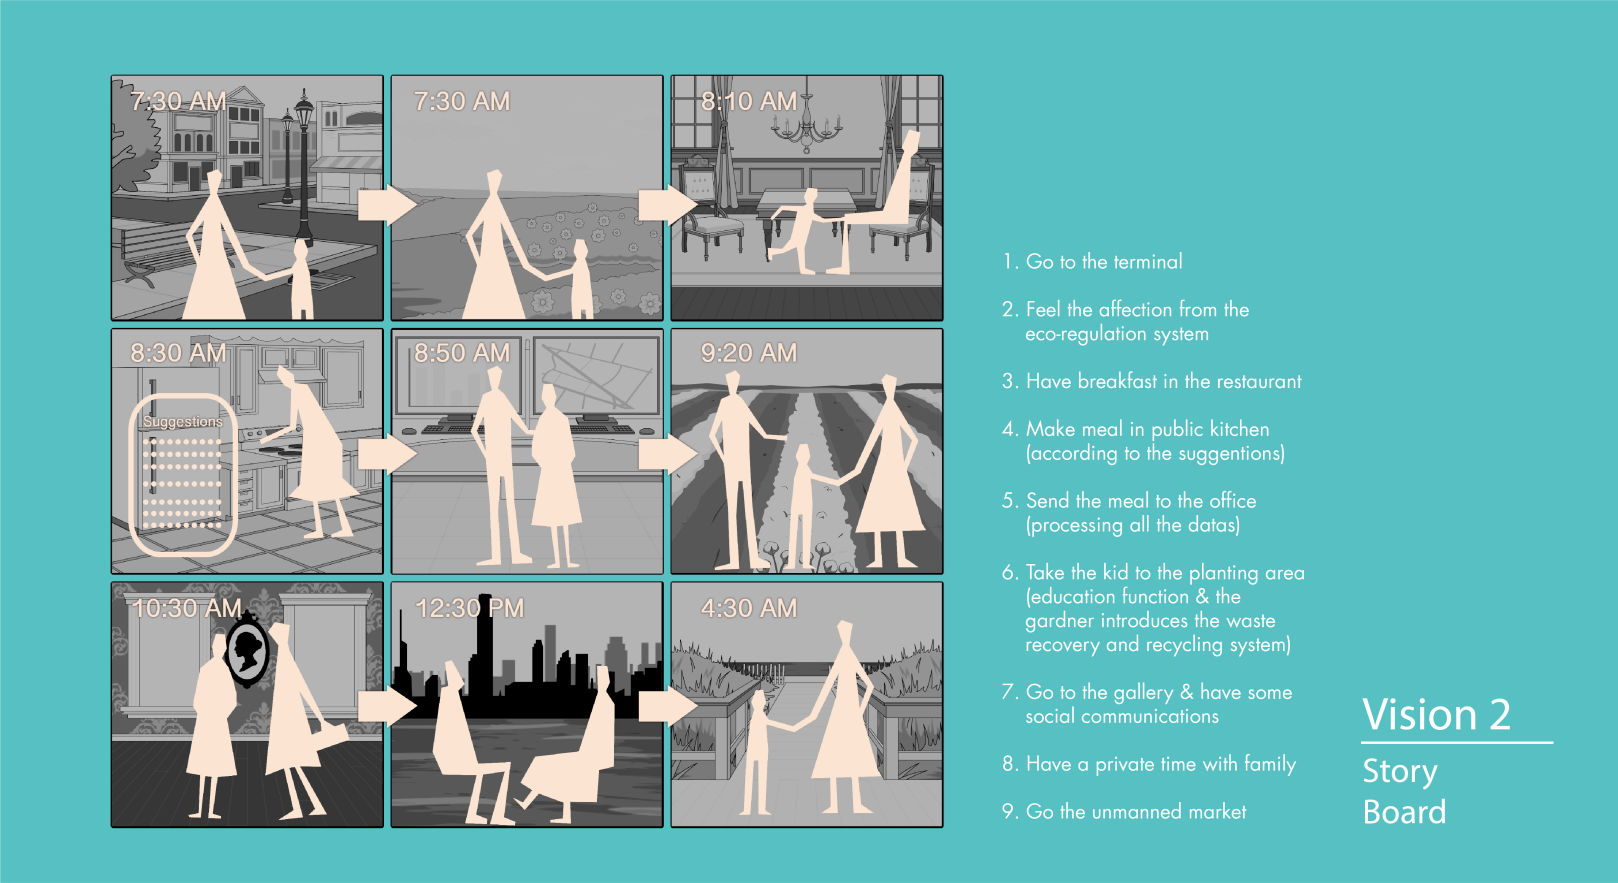 7:30 AM
7:30 AM
8:10 AM
8:30 AM
Suggestions
8:50 AM
9:20 AM
10:30 AM
12:30 PM
4:30 AM
1. Go to the terminal
2. Feel the affection from the
eco-regulation system
3. Have breakfast in the restaurant
4. Make meal in public kitchen
(according to the suggentions)
5. Send the meal to the office
(processing all the datas)
6. Take the kid to the planting area
(education function & the
gardner introduces the waste
recovery and recycling system)
7. Go to the gallery & have some
social communications
8. Have a private time with family
9. Go the unmanned market
Vision 2
Story
Board